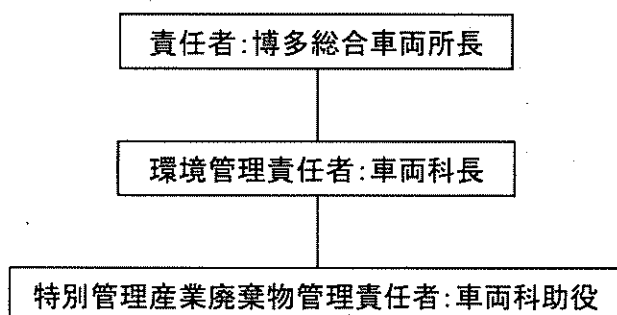 責任者:博多総合車両所長
環境管理責任者:車両科長
特別管理産業廃棄物管理責任者:車両科助役